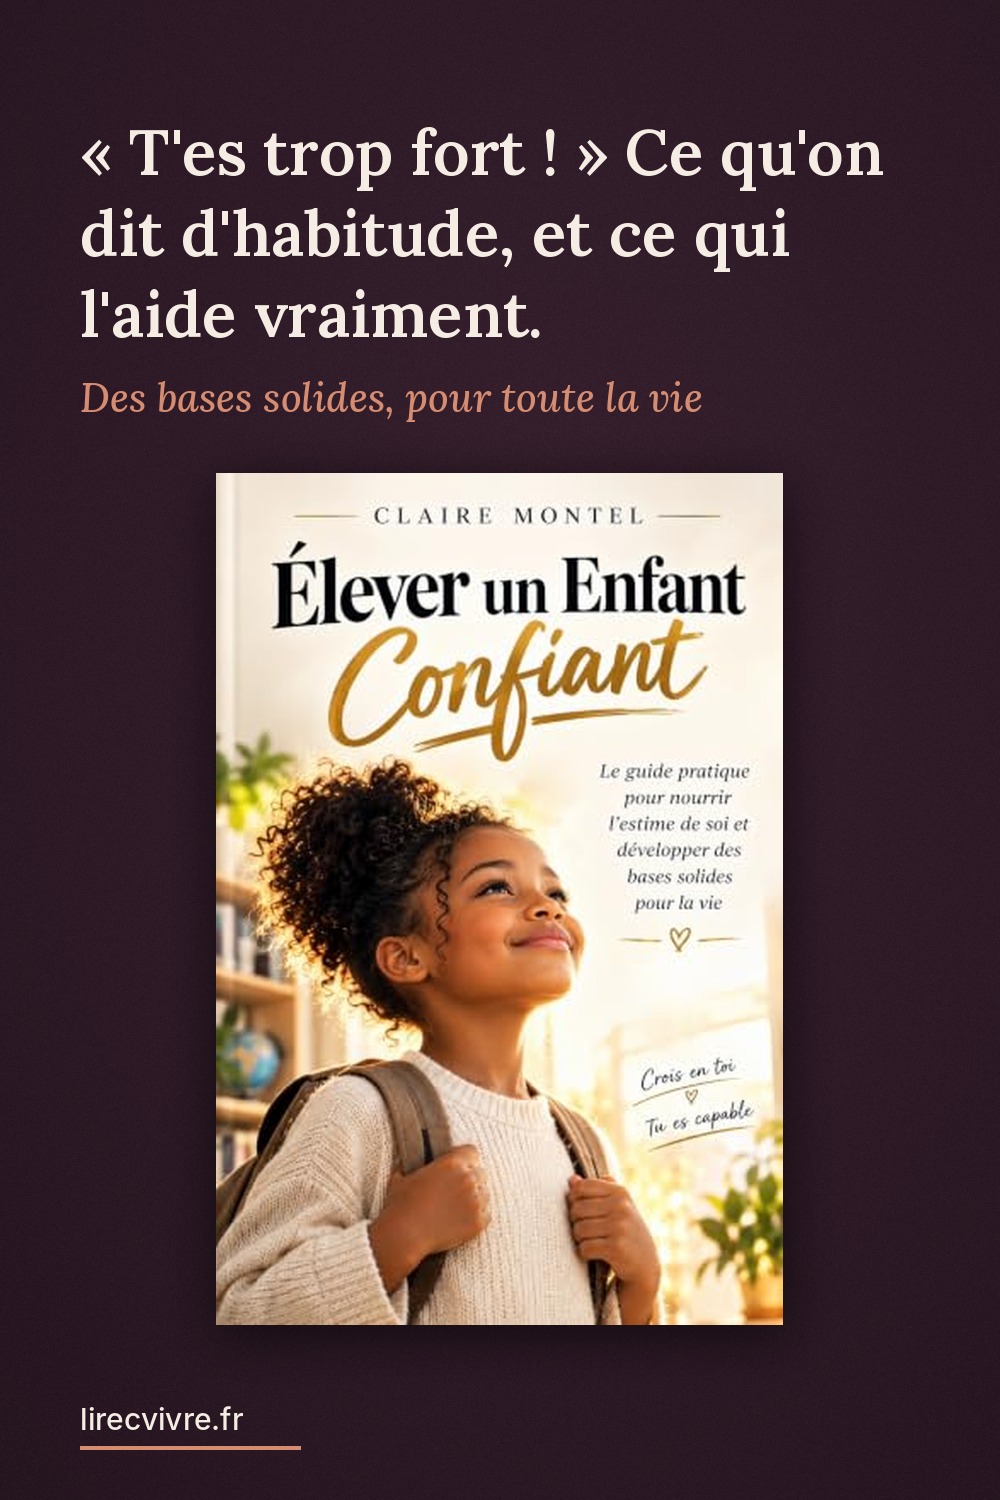 « T'es trop fort ! » Ce qu'on
dit d'habitude, et ce qui
l'aide vraiment.
Des bases solides, pour toute la vie
CLAIRE MONTEL
Élever un Enfant
Confiant
Le guide pratique
pour nourrir
l'estime de soi et
développer des
bases solides
pour la vie
Crois en toi
Tu es capable
lirecvivre.fr